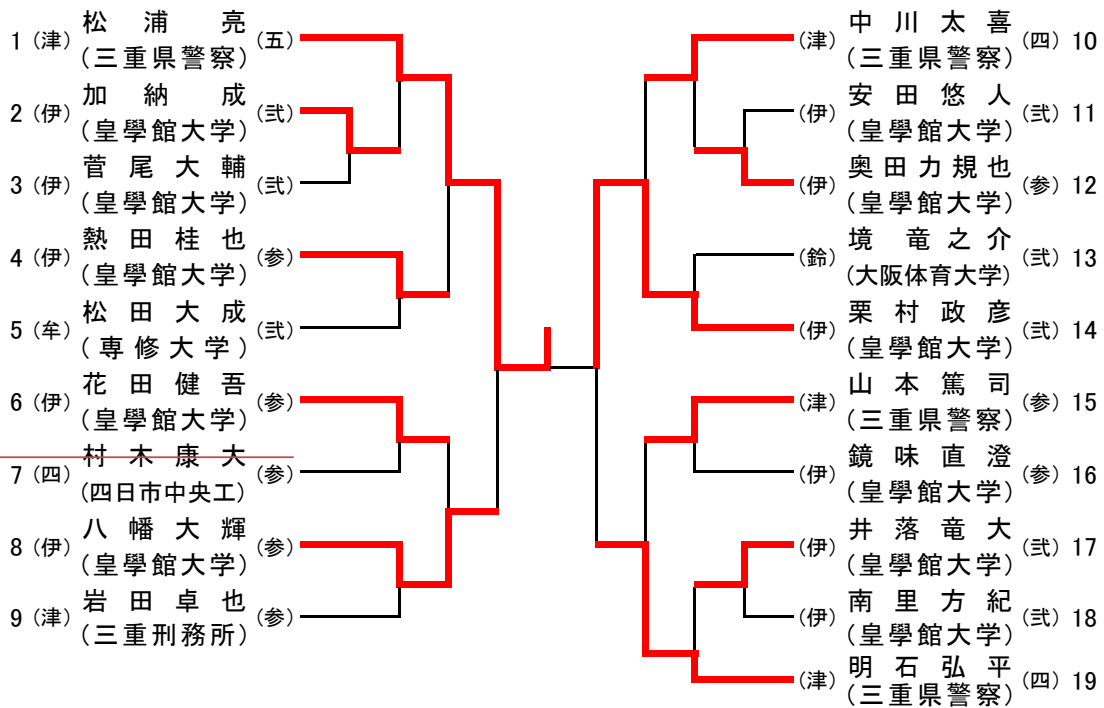 1 (津) 松浦亮 (五)
(三重県警察)
2 (伊) 加納成 (弐)
(皇學館大学)
3 (伊) 菅尾大輔 (弐)
(皇學館大学)
4 (伊) 熱田桂也 (参)
(皇學館大学)
5 (牟) 松田大成 (弐)
(専修大学)
6 (伊) 花田健吾 (参)
(皇學館大学)
7 (四) 村木康大 (参)
(四日市中央工)
8 (伊) 八幡大輝 (参)
(皇學館大学)
9 (津) 岩田卓也 (参)
(三重刑務所)
(津) 中川太喜 (四) 10
(三重県警察)
(伊) 安田悠人 (弐) 11
(皇學館大学)
(伊) 奥田力規也 (参) 12
(皇學館大学)
(鈴) 境竜之介 (弐) 13
(大阪体育大学)
(伊) 栗村政彦 (弐) 14
(皇學館大学)
(津) 山本篤司 (参) 15
(三重県警察)
(伊) 鏡味直澄 (参) 16
(皇學館大学)
(伊) 井落竜大 (弐) 17
(皇學館大学)
(伊) 南里方紀 (弐) 18
(皇學館大学)
(津) 明石弘平 (四) 19
(三重県警察)